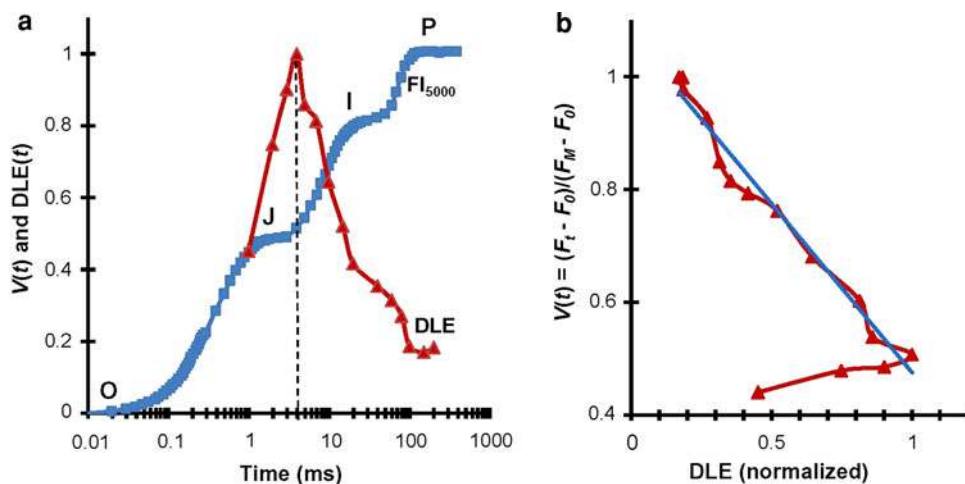 a
V(t) and DLE(t)
1
0.8
0.6
0.4
0.2
0
O
J
I
P
FI5000
DLE
0.01 0.1 1 10 100 1000
Time (ms)
b
V(t) = (Ft - F0)/(FM - F0)
1
0.8
0.6
0.4
0 0.5 1
DLE (normalized)